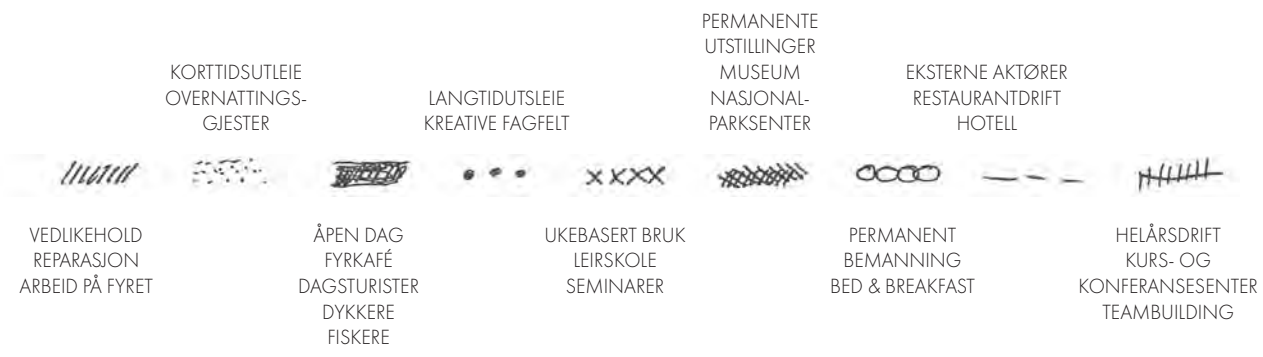 KORTTIDSUTLEIE
OVERNATTINGS-
GJESTER
LANGTIDUTSLEIE
KREATIVE FAGFELT
PERMANENTE
UTSTILLINGER
MUSEUM
NASJONAL-
PARKSENTER
EKSTERNE AKTØRER
RESTAURANTDRIFT
HOTELL
VEDLIKEHOLD
REPARASJON
ARBEID PÅ FYRET
ÅPEN DAG
FYRKAFÉ
DAGSTURISTER
DYKKERE
FISKERE
UKEBASERT BRUK
LEIRSKOLE
SEMINARER
PERMANENT
BEMANNING
BED & BREAKFAST
HELÅRSDRIFT
KURS- OG
KONFERANSESENTER
TEAMBUILDING